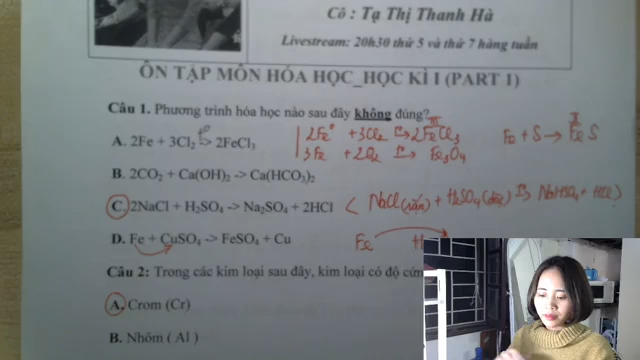 Cô : Tạ Thị Thanh Hà
Livestream: 20h30 thứ 5 và thứ 7 hàng tuần
ÔN TẬP MÔN HÓA HỌC_HỌC KÌ I (PART 1)
Câu 1. Phương trình hóa học nào sau đây không đúng?
A. 2Fe + 3Cl₂ -> 2FeCl₃
2Fe⁰ + 3Cl₂ -> 2FeCl₃
III
Fe + S → FeS
II
3Fe + 2O₂ -> Fe₃O₄
B. 2CO₂ + Ca(OH)₂ -> Ca(HCO₃)₂
C. 2NaCl + H₂SO₄ -> Na₂SO₄ + 2HCl
NaCl (rắn) + H₂SO₄ (đặc) -> NaHSO₄ + HCl
D. Fe + CuSO₄ -> FeSO₄ + Cu
Fe H
Câu 2: Trong các kim loại sau đây, kim loại có độ cứn
A. Crom (Cr)
B. Nhôm ( Al )